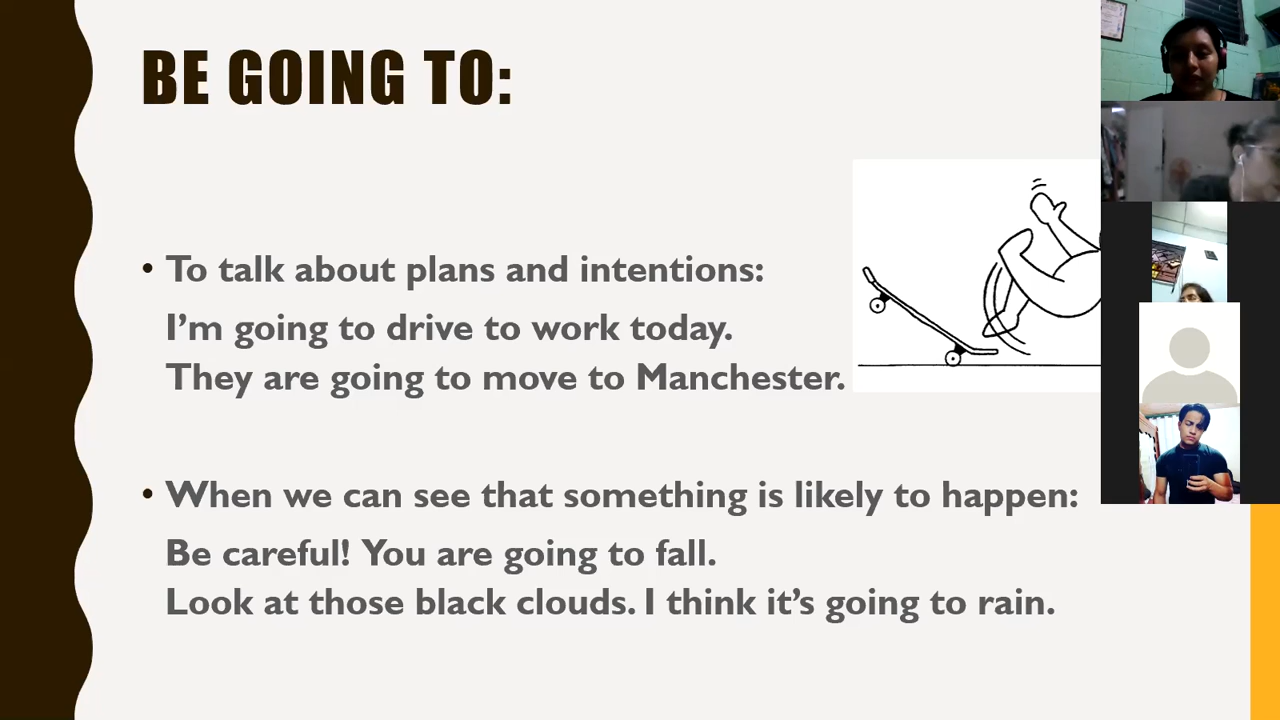 BE GOING TO:
• To talk about plans and intentions:
I’m going to drive to work today.
They are going to move to Manchester.
• When we can see that something is likely to happen:
Be careful! You are going to fall.
Look at those black clouds. I think it’s going to rain.